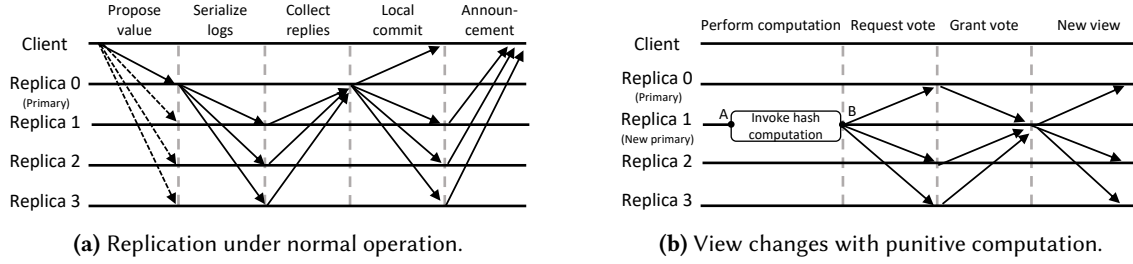 Propose value
Serialize logs
Collect replies
Local commit
Announ-cement
Client
Replica 0
(Primary)
Replica 1
Replica 2
Replica 3
(a) Replication under normal operation.
Perform computation
Request vote
Grant vote
New view
Client
Replica 0
(Primary)
Replica 1
(New primary)
Replica 2
Replica 3
A
Invoke hash
computation
B
(b) View changes with punitive computation.